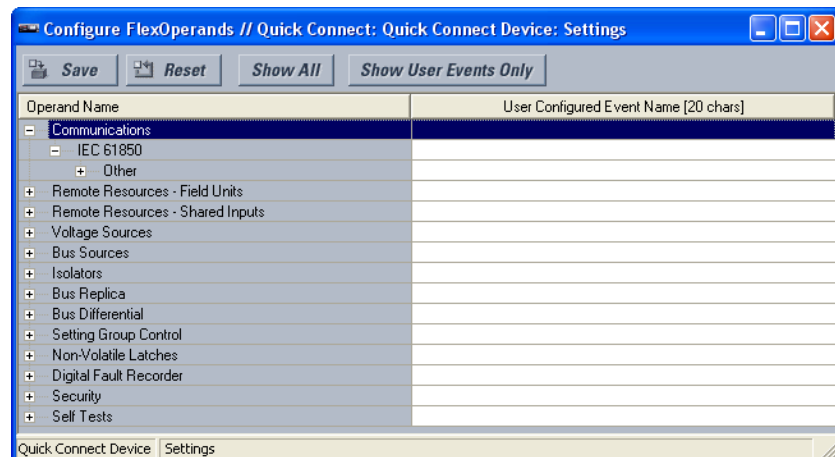 Configure FlexOperands // Quick Connect: Quick Connect Device: Settings
Save Reset Show All Show User Events Only
Operand Name User Configured Event Name [20 chars]
Communications
IEC 61850
Other
Remote Resources - Field Units
Remote Resources - Shared Inputs
Voltage Sources
Bus Sources
Isolators
Bus Replica
Bus Differential
Setting Group Control
Non-Volatile Latches
Digital Fault Recorder
Security
Self Tests
Quick Connect Device Settings